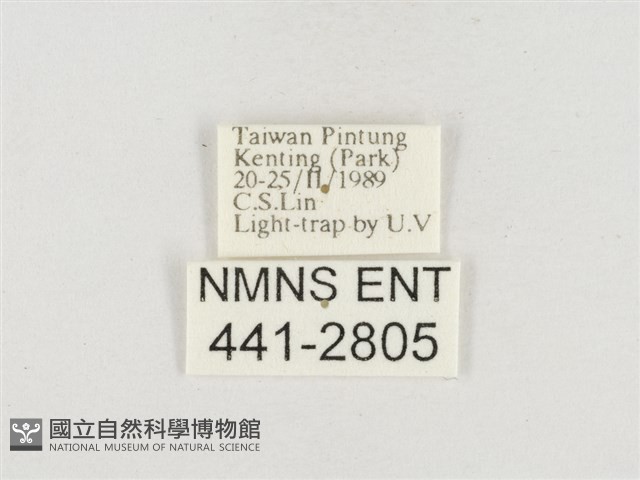 Taiwan Pintung
Kenting (Park)
20-25/II/1989
C.S.Lin
Light-trap by U.V
NMNS ENT
441-2805
國立自然科學博物館
NATIONAL MUSEUM OF NATURAL SCIENCE